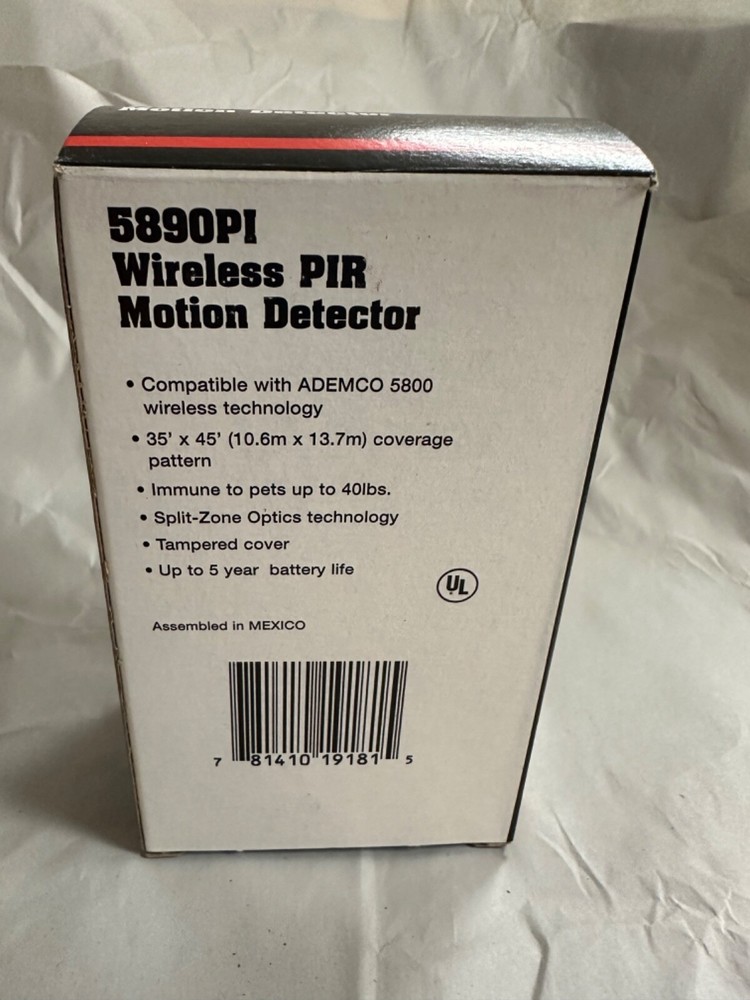 Motion Detector
5890PI
Wireless PIR
Motion Detector
• Compatible with ADEMCO 5800
wireless technology
• 35' x 45' (10.6m x 13.7m) coverage
pattern
• Immune to pets up to 40lbs.
• Split-Zone Optics technology
• Tampered cover
• Up to 5 year battery life
UL
Assembled in MEXICO
7 81410 19181 5